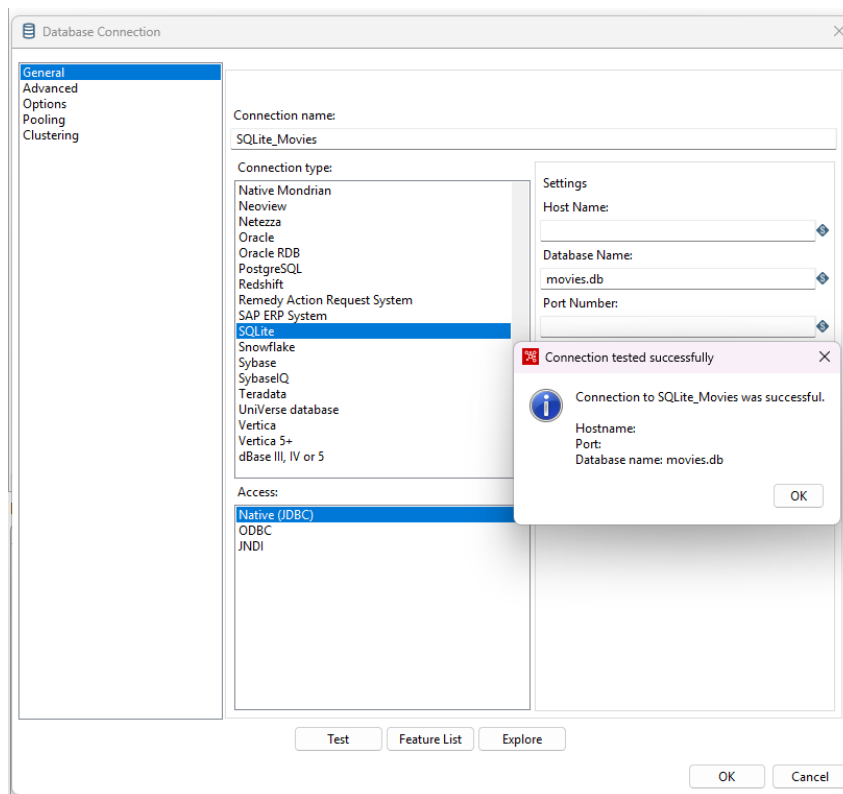 Database Connection
General
Advanced
Options
Pooling
Clustering
Connection name:
SQLite_Movies
Connection type:
Native Mondrian
Neoview
Netezza
Oracle
Oracle RDB
PostgreSQL
Redshift
Remedy Action Request System
SAP ERP System
SQLite
Snowflake
Sybase
SybaseIQ
Teradata
UniVerse database
Vertica
Vertica 5+
dBase III, IV or 5
Access:
Native (JDBC)
ODBC
JNDI
Settings
Host Name:
Database Name:
movies.db
Port Number:
Connection tested successfully
Connection to SQLite_Movies was successful.
Hostname:
Port:
Database name: movies.db
OK
Test
Feature List
Explore
OK
Cancel